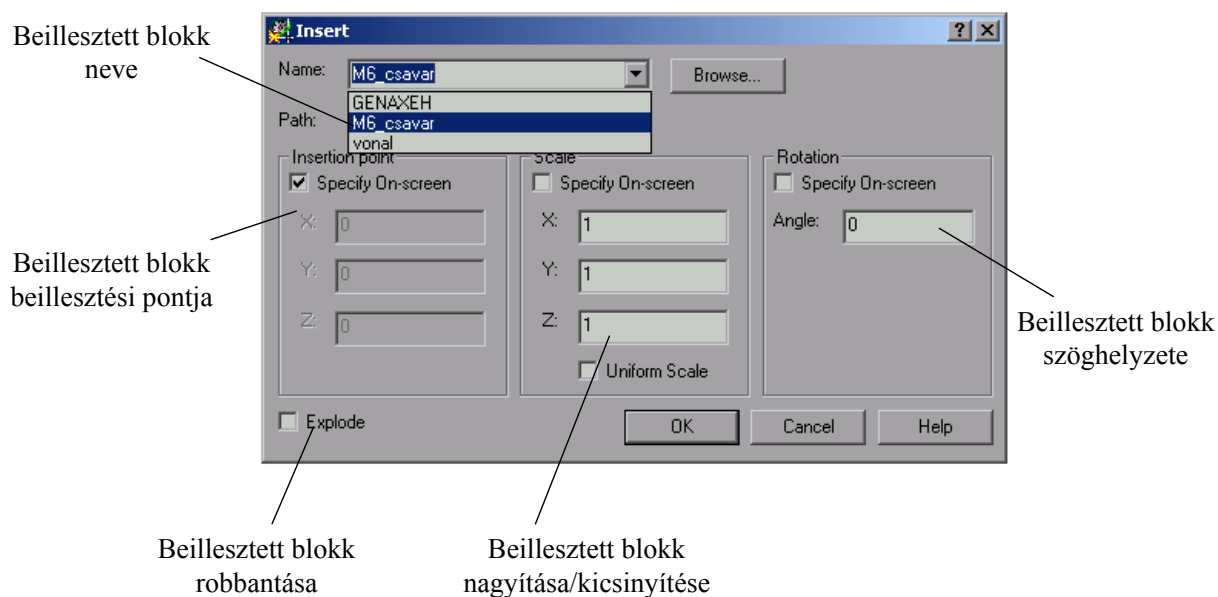 Beillesztett blokk
neve
Insert
Name:
M6_csavar
Browse...
GENAXEH
Path:
M6_csavar
vonal
Insertion point
Scale
Rotation
Specify On-screen
Specify On-screen
Specify On-screen
X:
0
X:
1
Angle:
0
Y:
0
Y:
1
Z:
0
Z:
1
Uniform Scale
Beillesztett blokk
beillesztési pontja
Beillesztett blokk
szöghelyzete
Explode
OK
Cancel
Help
Beillesztett blokk
robbantása
Beillesztett blokk
nagyítása/kicsinyítése